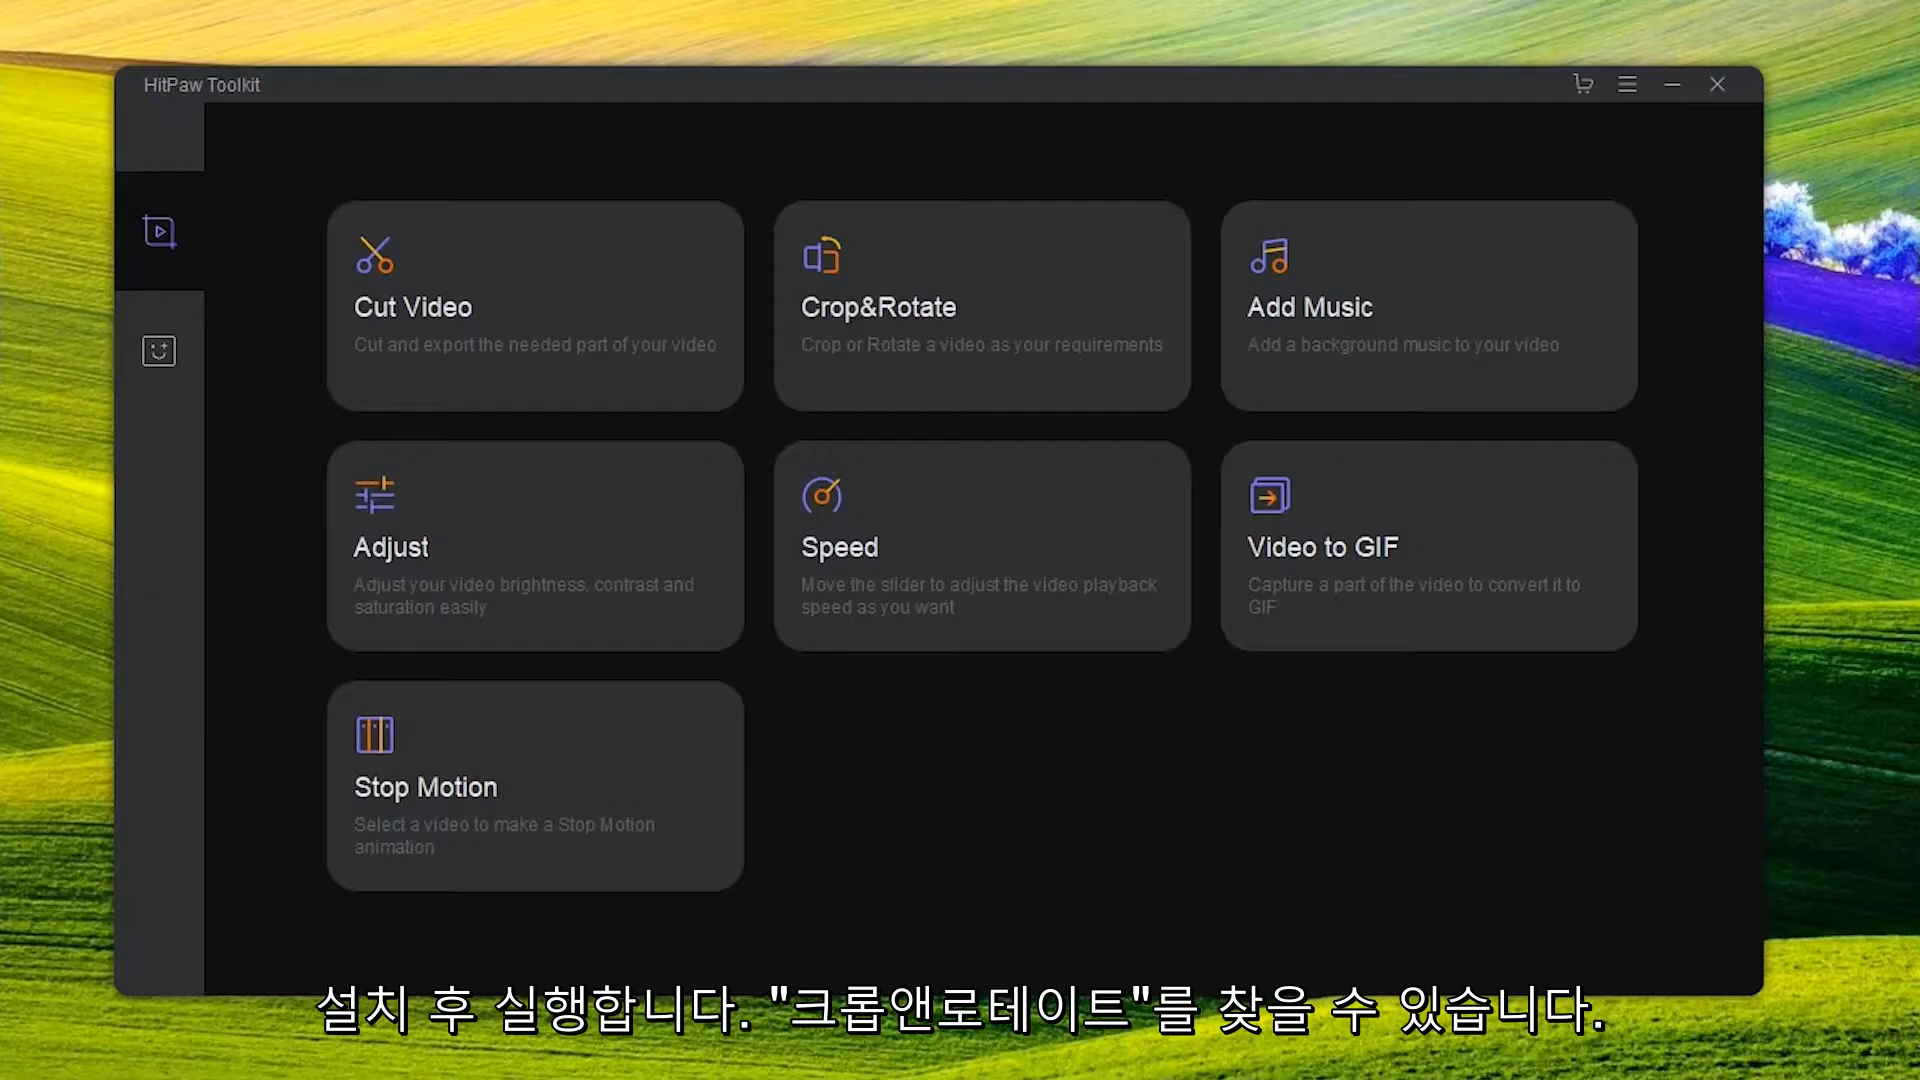 HitPaw Toolkit
Cut Video
Cut and export the needed part of your video
Crop&Rotate
Crop or Rotate a video as your requirements
Add Music
Add a background music to your video
Adjust
Adjust your video brightness, contrast and
saturation easily
Speed
Move the slider to adjust the video playback
speed as you want
Video to GIF
Capture a part of the video to convert it to
GIF
Stop Motion
Select a video to make a Stop Motion
animation
설치 후 실행합니다. "크롭앤로테이트"를 찾을 수 있습니다.